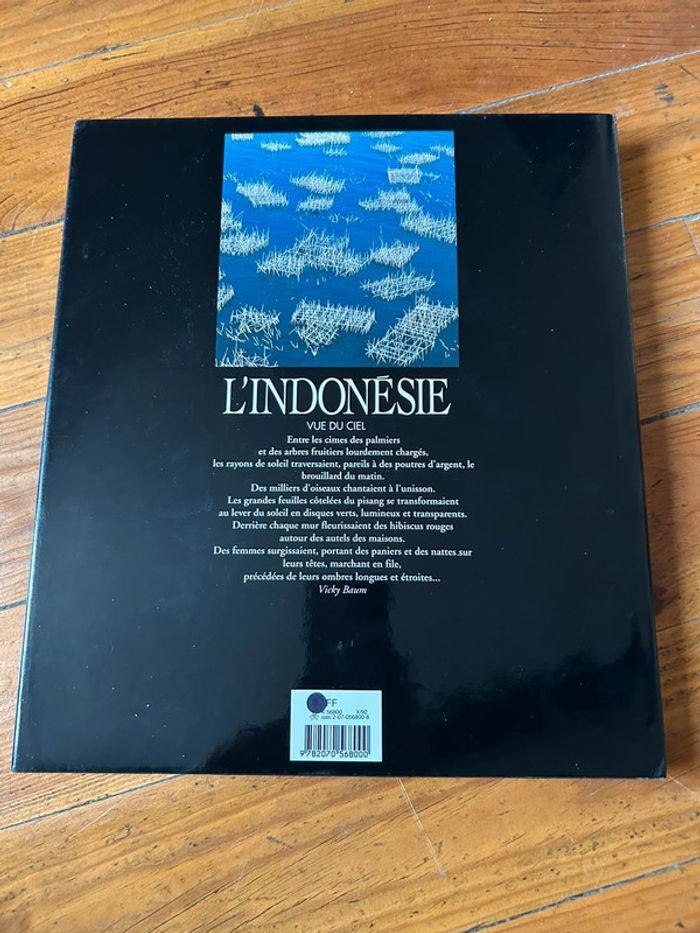 L'INDONÉSIE
VUE DU CIEL
Entre les cimes des palmiers
et des arbres fruitiers lourdement chargés,
les rayons de soleil traversaient, pareils à des poutres d'argent, le
brouillard du matin.
Des milliers d'oiseaux chantaient à l'unisson.
Les grandes feuilles côtelées du pisang se transformaient
au lever du soleil en disques verts, lumineux et transparents.
Derrière chaque mur fleurissaient des hibiscus rouges
autour des autels des maisons.
Des femmes surgissaient, portant des paniers et des nattes sur
leurs têtes, marchant en file,
précédées de leurs ombres longues et étroites...
Vicky Baum
FF
56800 X/92
ISBN 2-07-056800-8
9782070568000